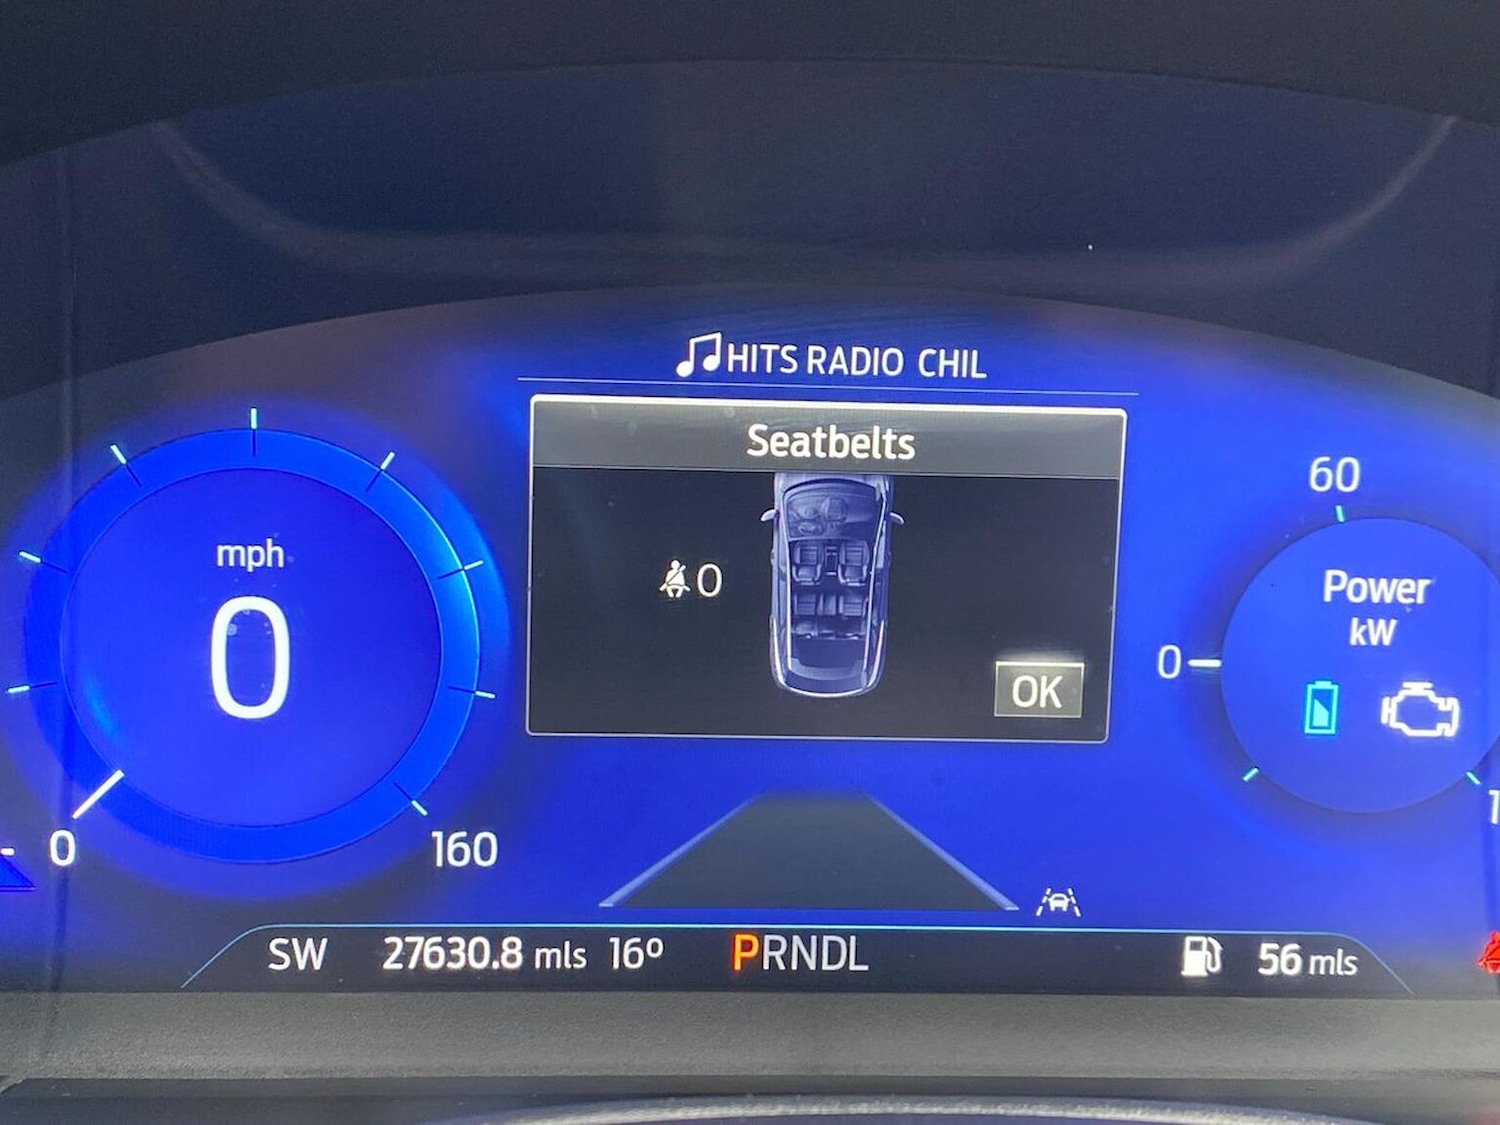 HITS RADIO CHIL
Seatbelts
0
OK
mph
0
0
160
60
Power
kW
0
1
SW 27630.8 mls 16º PRNDL 56 mls